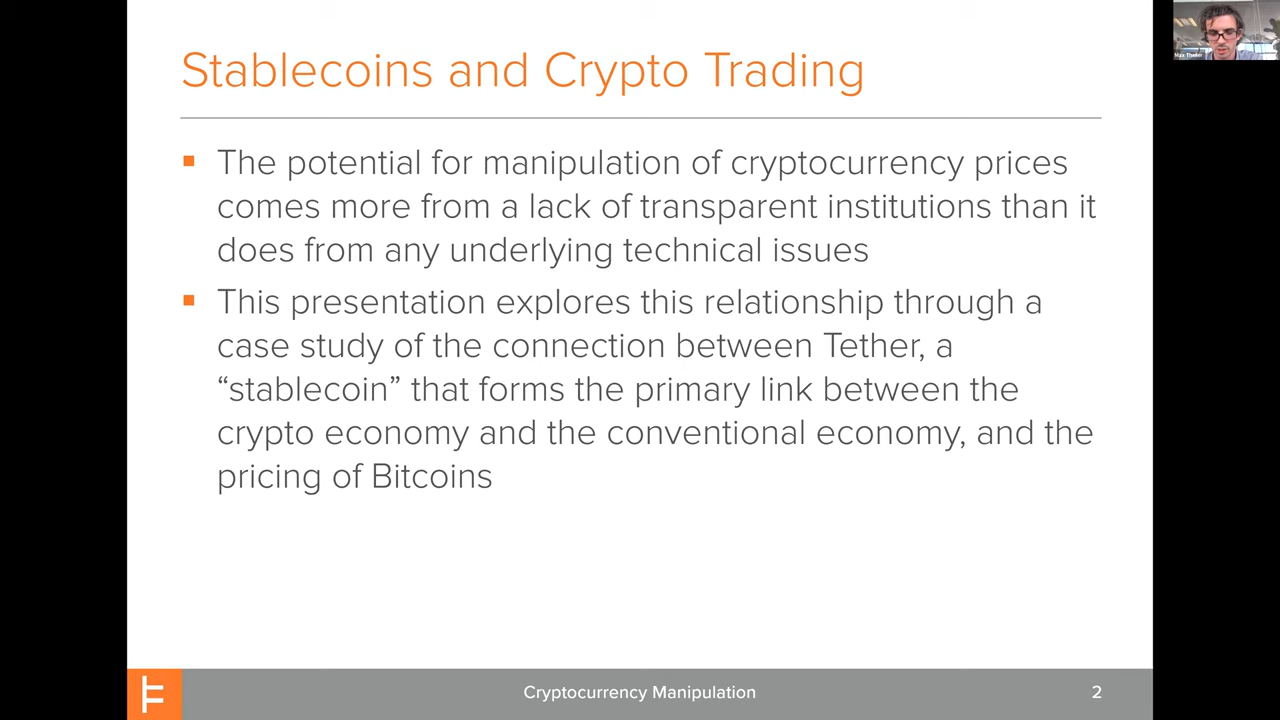 Stablecoins and Crypto Trading
The potential for manipulation of cryptocurrency prices
comes more from a lack of transparent institutions than it
does from any underlying technical issues
This presentation explores this relationship through a
case study of the connection between Tether, a
“stablecoin” that forms the primary link between the
crypto economy and the conventional economy, and the
pricing of Bitcoins
Cryptocurrency Manipulation
2